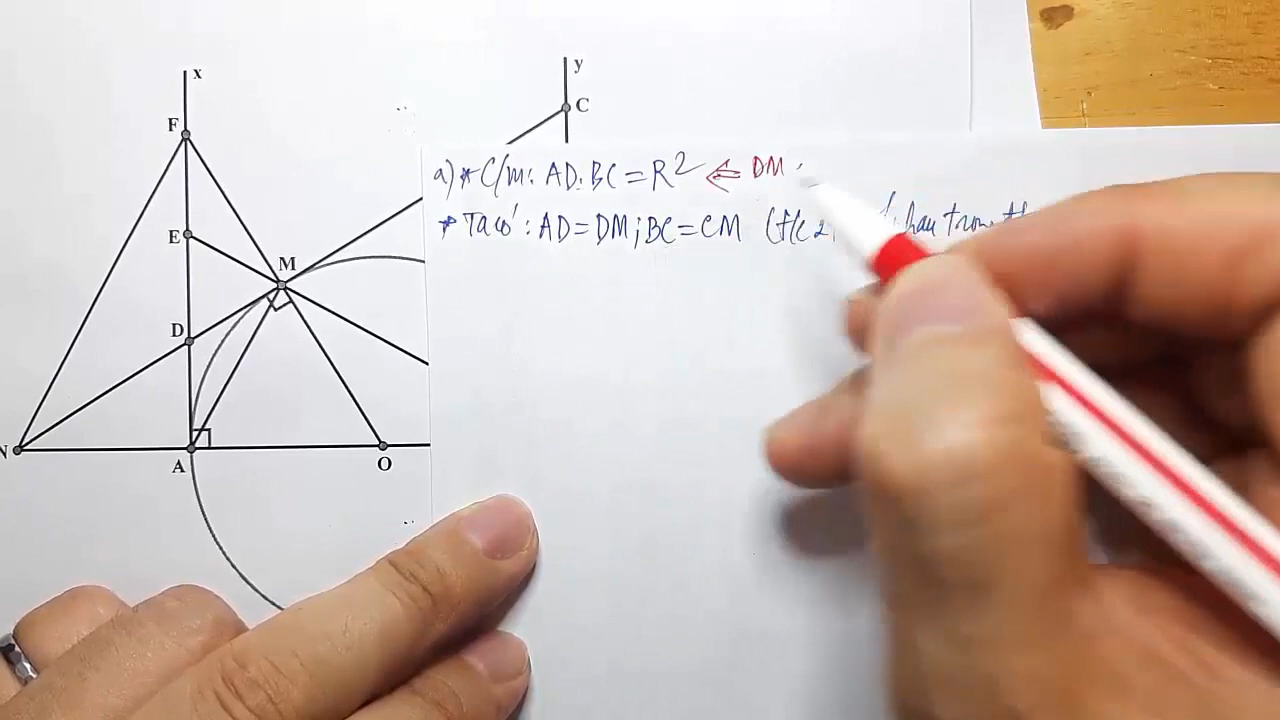 x
y
F
C
E
M
D
N
A
O
a) * C/m: AD.BC = R² ⇐ DM
* Ta có: AD = DM; BC = CM (t/c 2